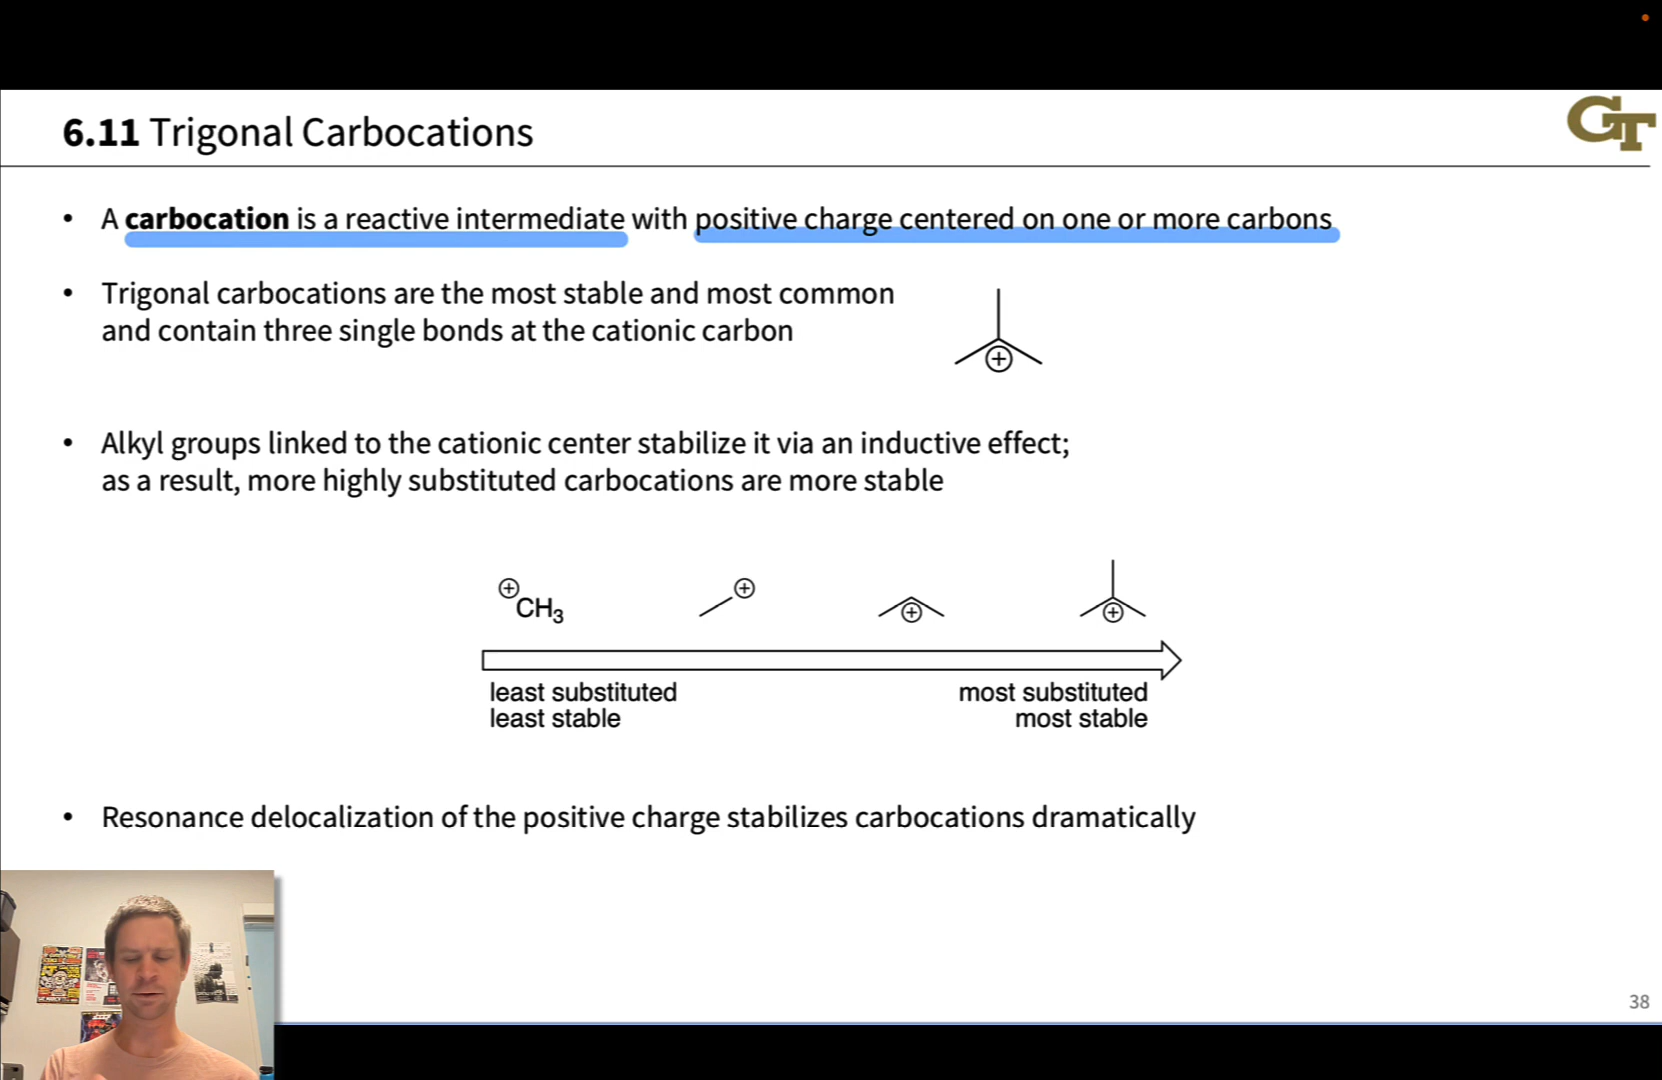 GT
6.11 Trigonal Carbocations
• A carbocation is a reactive intermediate with positive charge centered on one or more carbons
• Trigonal carbocations are the most stable and most common
and contain three single bonds at the cationic carbon
+
• Alkyl groups linked to the cationic center stabilize it via an inductive effect;
as a result, more highly substituted carbocations are more stable
+ + + +
CH₃
least substituted most substituted
least stable most stable
• Resonance delocalization of the positive charge stabilizes carbocations dramatically
38